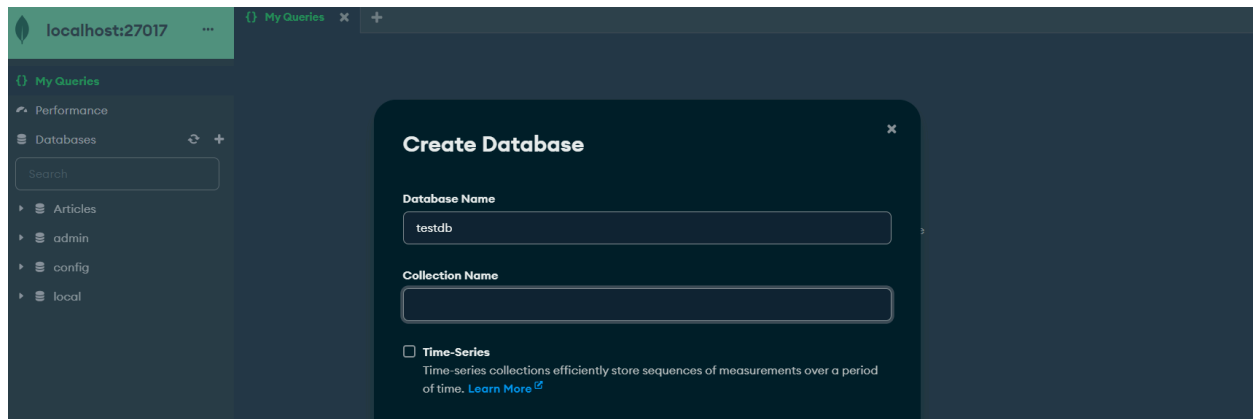 localhost:27017 ...
{} My Queries
{} My Queries
Performance
Databases
Search
Articles
admin
config
local
Create Database
Database Name
testdb
Collection Name
Time-Series
Time-series collections efficiently store sequences of measurements over a period
of time. Learn More